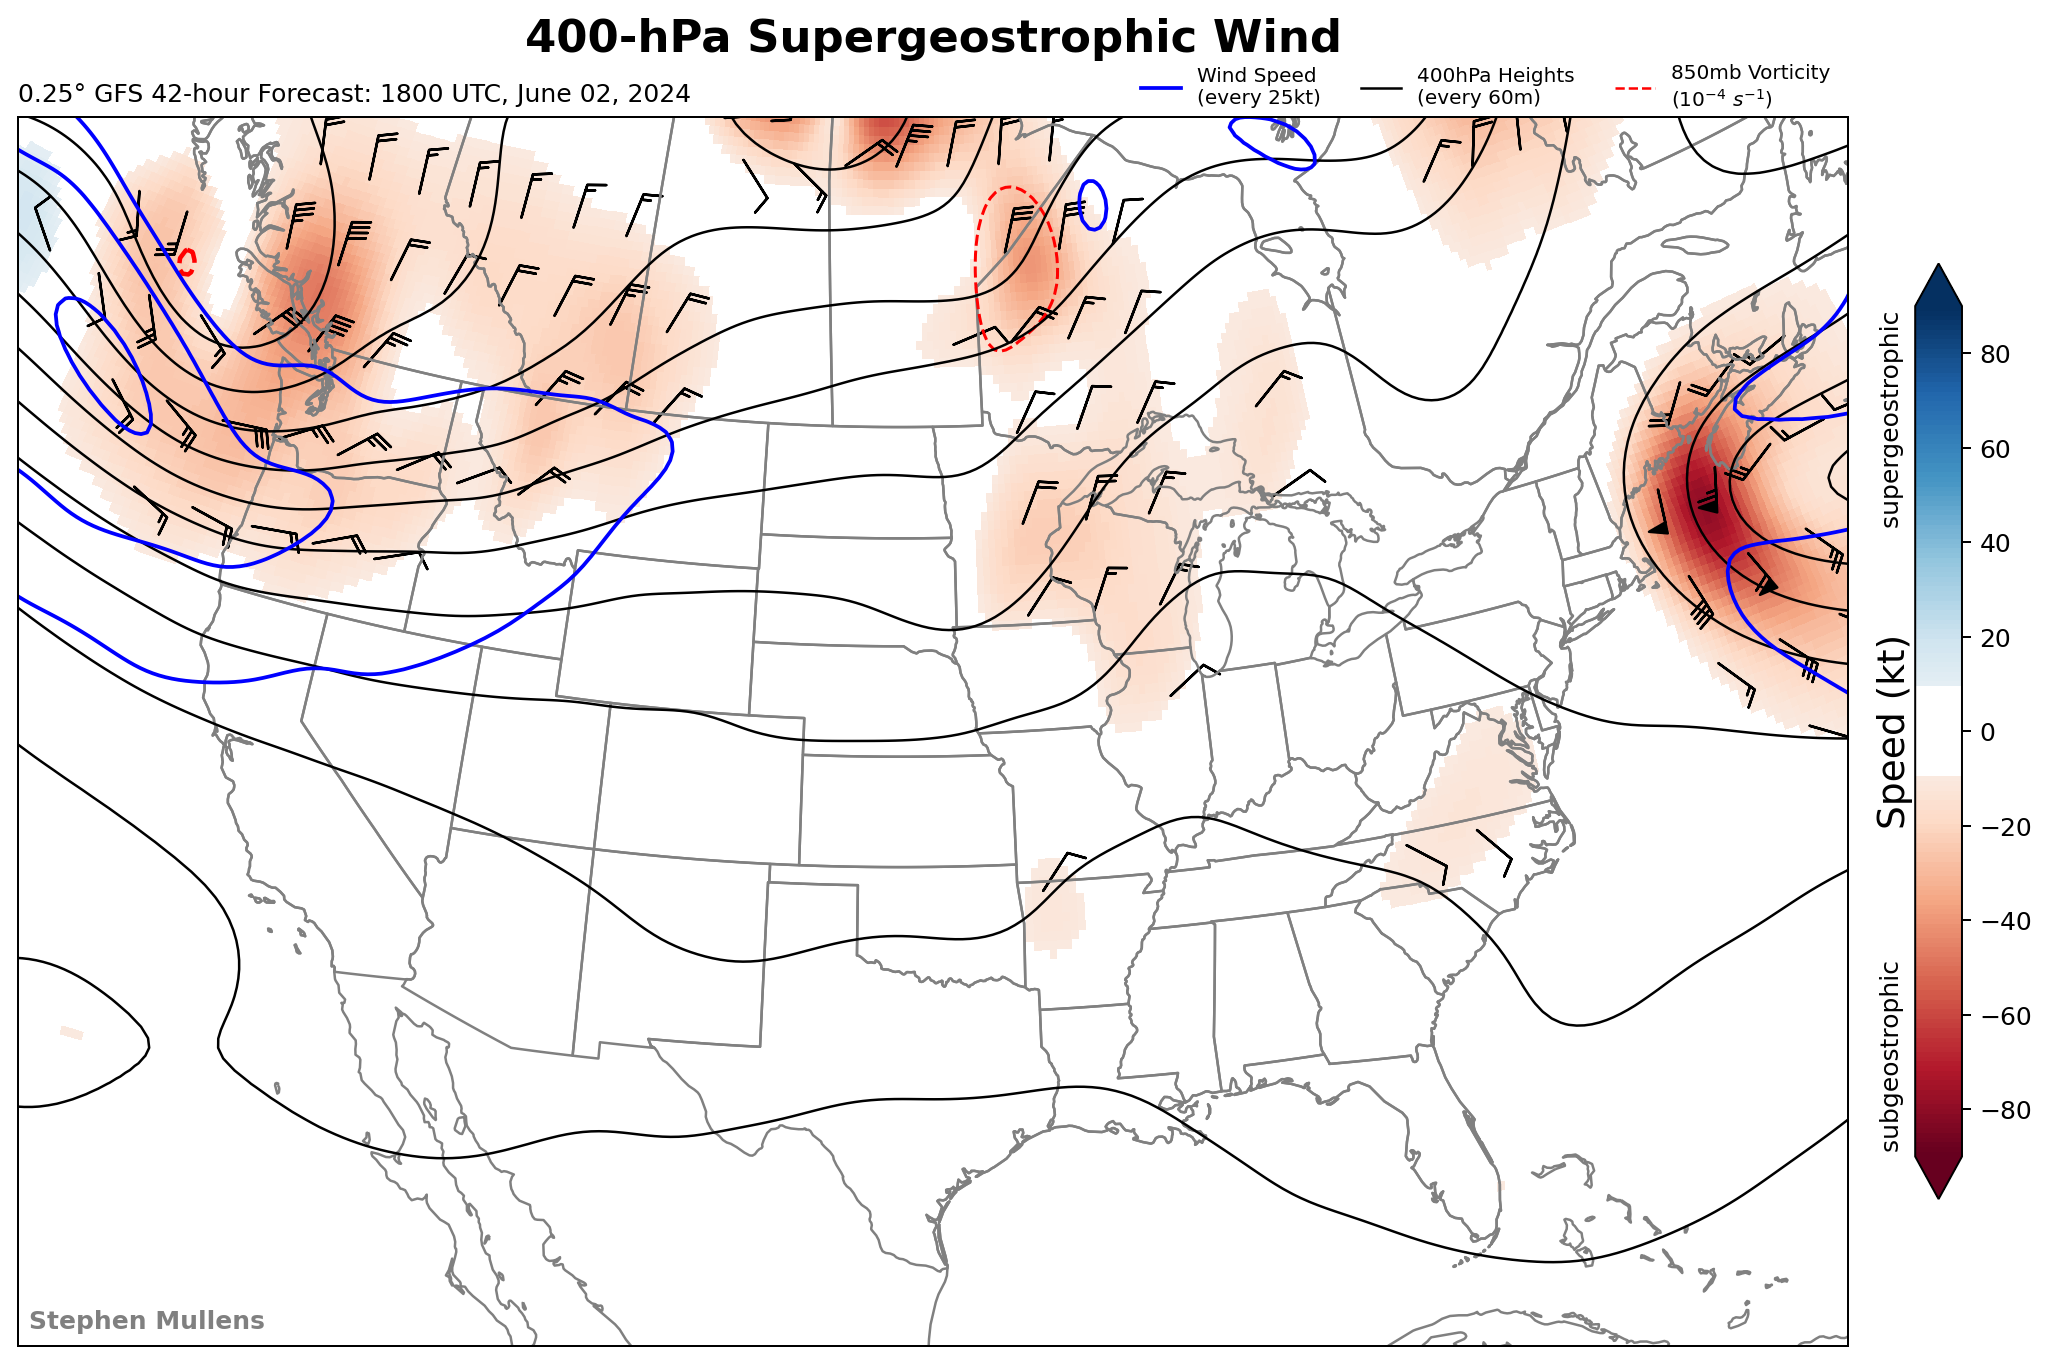 400-hPa Supergeostrophic Wind
0.25° GFS 42-hour Forecast: 1800 UTC, June 02, 2024
Wind Speed
(every 25kt)
400hPa Heights
(every 60m)
850mb Vorticity
(10⁻⁴ s⁻¹)
supergeostrophic
Speed (kt)
subgeostrophic
80
60
40
20
0
−20
−40
−60
−80
Stephen Mullens